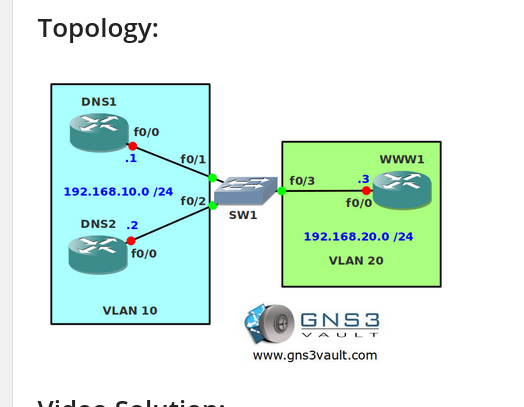 Topology:
DNS1
f0/0
.1
f0/1
192.168.10.0 /24
f0/2
DNS2
.2
f0/0
VLAN 10
SW1
f0/3
WWW1
.3
f0/0
192.168.20.0 /24
VLAN 20
GNS3
VAULT
www.gns3vault.com
Video Solution: